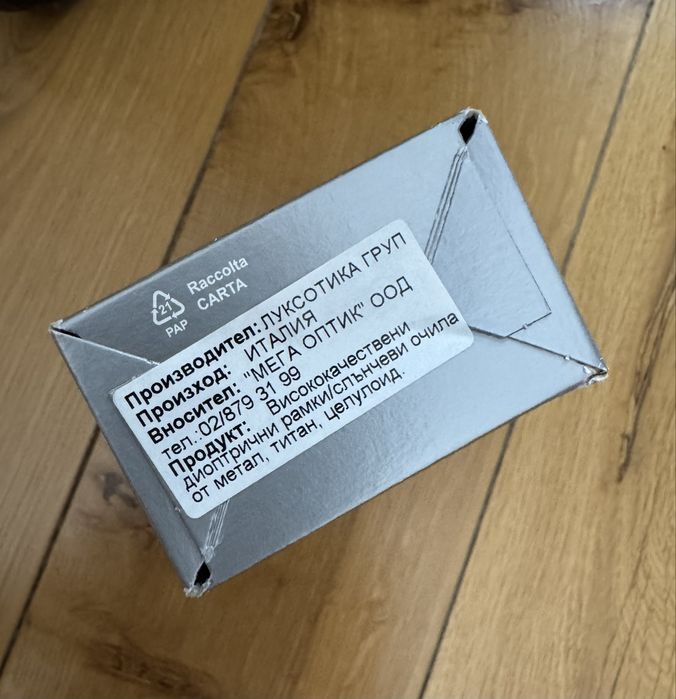 Raccolta
CARTA
21
PAP
Производител: ЛУКСОТИКА ГРУП
Произход: ИТАЛИЯ
Вносител: "МЕГА ОПТИК" ООД
тел.:02/879 31 99
Продукт: Висококачествени
диоптрични рамки/слънчеви очила
от метал, титан, целулоид.